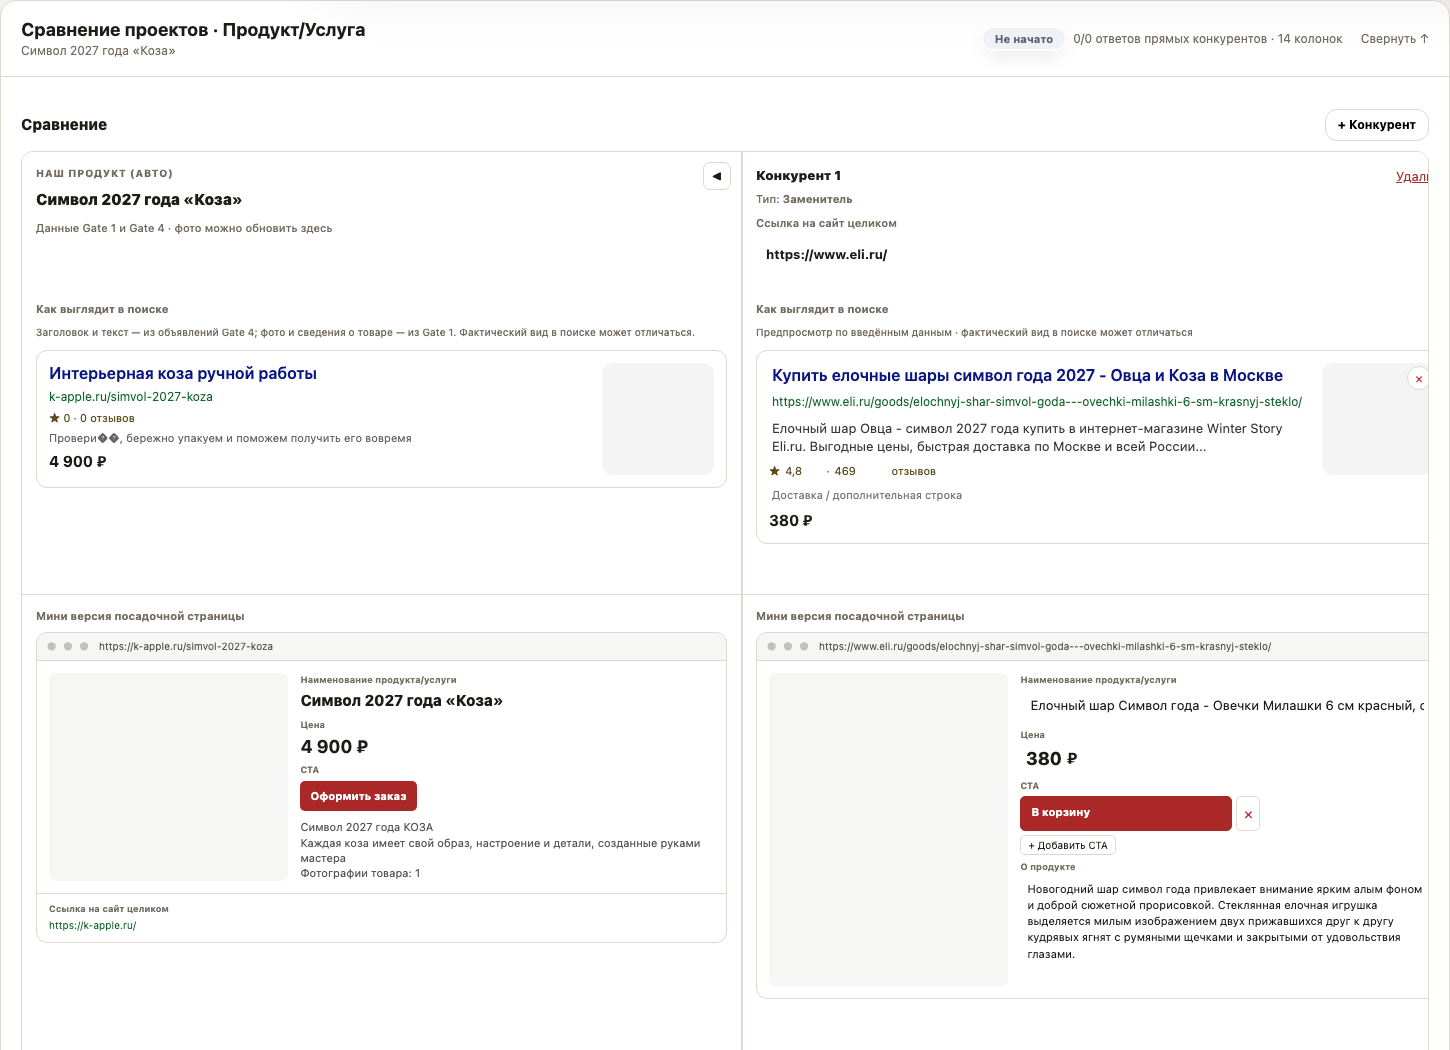 Сравнение проектов · Продукт/Услуга
Символ 2027 года «Коза»
Не начато
0/0 ответов прямых конкурентов · 14 колонок
Свернуть ↑
Сравнение
+ Конкурент
НАШ ПРОДУКТ (АВТО)
◀
Символ 2027 года «Коза»
Данные Gate 1 и Gate 4 · фото можно обновить здесь
Как выглядит в поиске
Заголовок и текст — из объявлений Gate 4; фото и сведения о товаре — из Gate 1. Фактический вид в поиске может отличаться.
Интерьерная коза ручной работы
k-apple.ru/simvol-2027-koza
★ 0 · 0 отзывов
Провери��, бережно упакуем и поможем получить его вовремя
4 900 ₽
Конкурент 1
Удал
Тип: Заменитель
Ссылка на сайт целиком
https://www.eli.ru/
Как выглядит в поиске
Предпросмотр по введённым данным · фактический вид в поиске может отличаться
Купить елочные шары символ года 2027 - Овца и Коза в Москве
×
https://www.eli.ru/goods/elochnyj-shar-simvol-goda---ovechki-milashki-6-sm-krasnyj-steklo/
Елочный шар Овца - символ 2027 года купить в интернет-магазине Winter Story
Eli.ru. Выгодные цены, быстрая доставка по Москве и всей России...
★ 4,8 · 469 отзывов
Доставка / дополнительная строка
380 ₽
Мини версия посадочной страницы
https://k-apple.ru/simvol-2027-koza
Наименование продукта/услуги
Символ 2027 года «Коза»
Цена
4 900 ₽
СТА
Оформить заказ
Символ 2027 года КОЗА
Каждая коза имеет свой образ, настроение и детали, созданные руками
мастера
Фотографии товара: 1
Ссылка на сайт целиком
https://k-apple.ru/
Мини версия посадочной страницы
https://www.eli.ru/goods/elochnyj-shar-simvol-goda---ovechki-milashki-6-sm-krasnyj-steklo/
Наименование продукта/услуги
Елочный шар Символ года - Овечки Милашки 6 см красный, с
Цена
380 ₽
СТА
В корзину
×
+ Добавить СТА
О продукте
Новогодний шар символ года привлекает внимание ярким алым фоном
и доброй сюжетной прорисовкой. Стеклянная елочная игрушка
выделяется милым изображением двух прижавшихся друг к другу
кудрявых ягнят с румяными щечками и закрытыми от удовольствия
глазами.